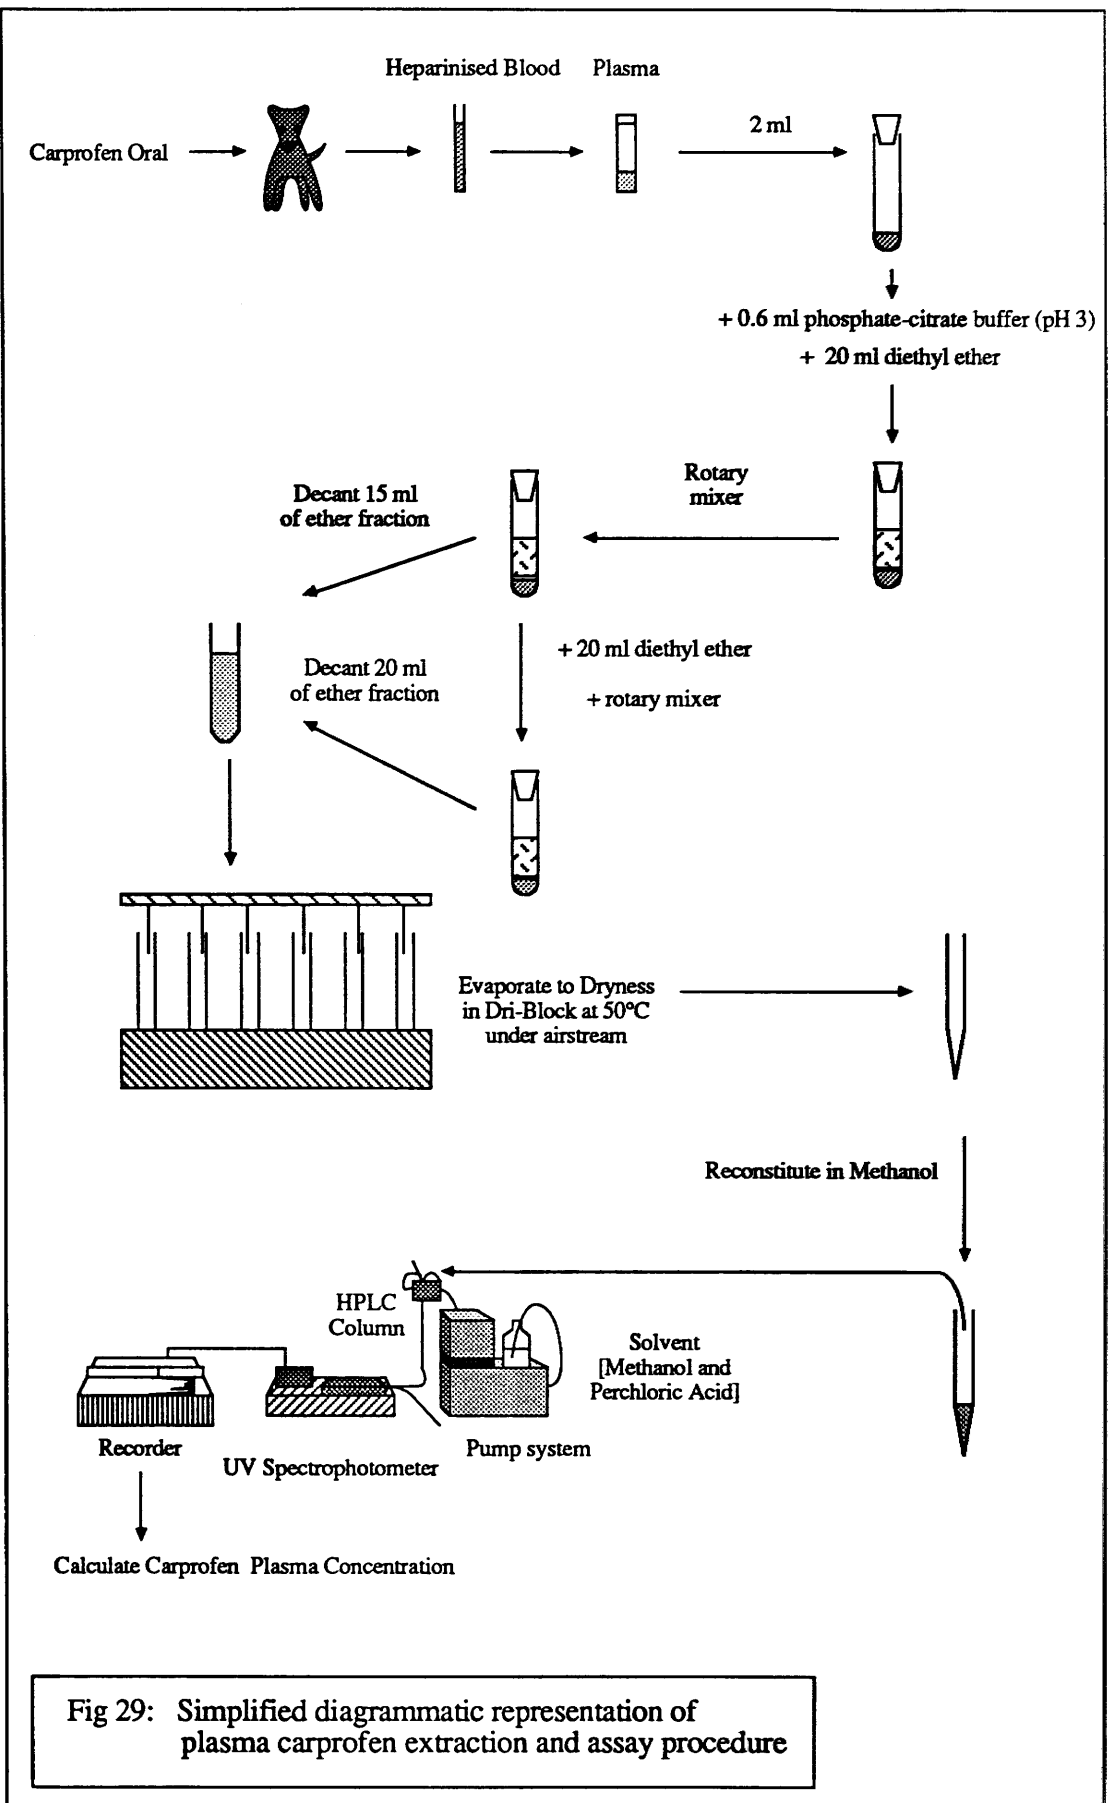 Heparinised Blood Plasma
Carprofen Oral
2 ml
+ 0.6 ml phosphate-citrate buffer (pH 3)
+ 20 ml diethyl ether
Rotary
mixer
Decant 15 ml
of ether fraction
+ 20 ml diethyl ether
+ rotary mixer
Decant 20 ml
of ether fraction
Evaporate to Dryness
in Dri-Block at 50°C
under airstream
Reconstitute in Methanol
HPLC
Column
Solvent
[Methanol and
Perchloric Acid]
Pump system
UV Spectrophotometer
Recorder
Calculate Carprofen Plasma Concentration
Fig 29: Simplified diagrammatic representation of
plasma carprofen extraction and assay procedure